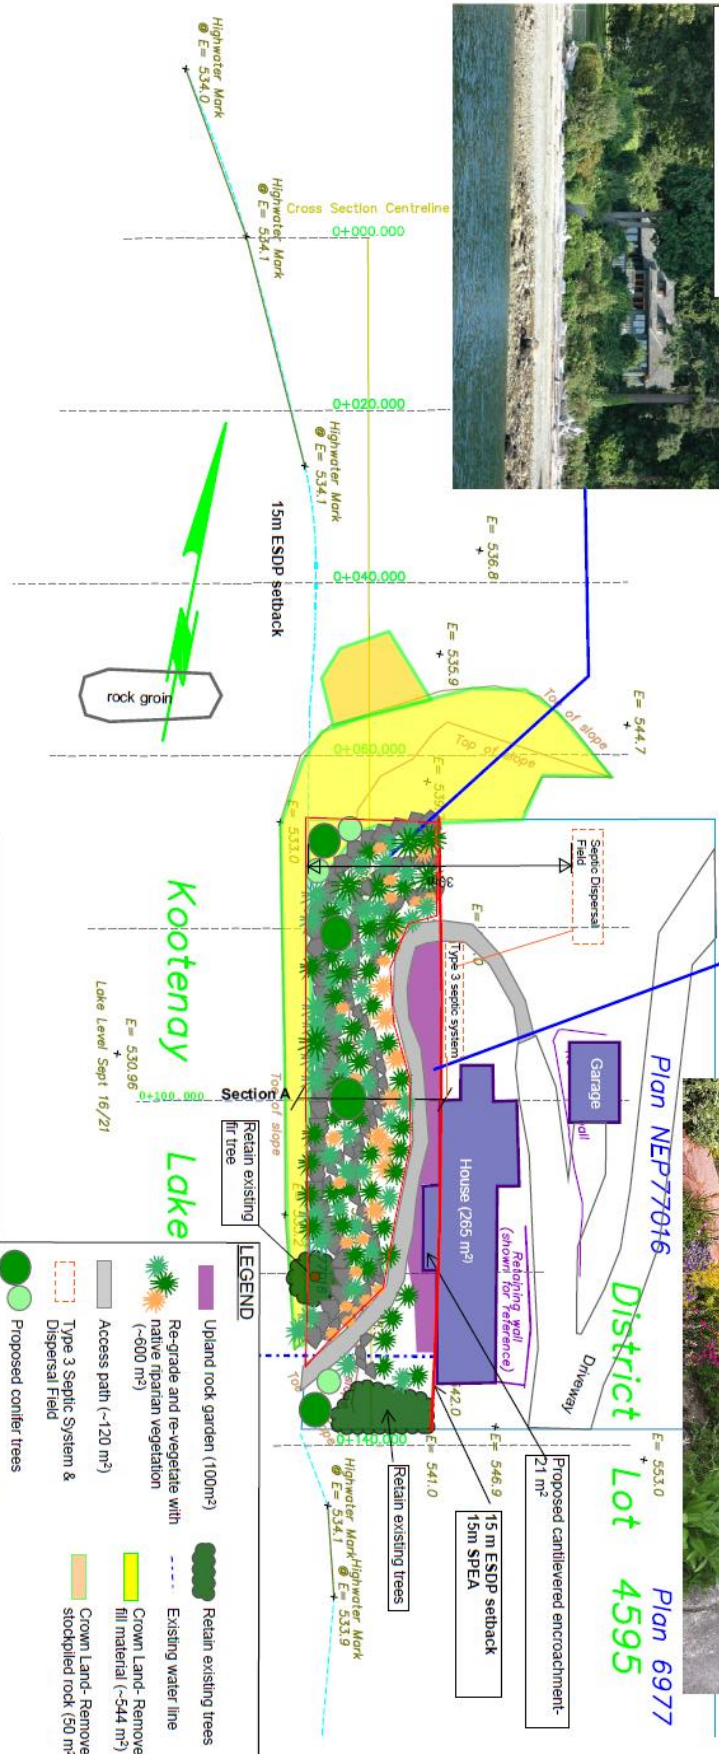 Highwater Mark
@ E= 534.0
Highwater Mark
@ E= 534.1
Cross Section Centreline
0+000.000
0+020.000
Highwater Mark
@ E= 534.1
15m ESDP setback
E= 536.8
0+040.000
rock groin
E= 535.9
E= 544.7
Top of slope
Top of slope
0+060.000
E= 533.0
Septic Dispersal
Field
Type 3 septic system
Kootenay Lake
E= 530.96
Lake Level Sept 16/21
0+100.000
Section A
Top of slope
Retain existing
fir tree
Garage
House (265 m²)
Retaining wall
(shown for reference)
Driveway
Plan NEP77016
District Lot 4595
Plan 6977
E= 553.0
E= 546.9
E= 541.0
0+140.000
Proposed cantilevered encroachment-
21 m²
15 m ESDP setback
15m SPEA
Retain existing trees
Highwater Mark
@ E= 534.1
Highwater Mark
@ E= 533.9
LEGEND
Upland rock garden (100m²)
Re-grade and re-vegetate with
native riparian vegetation
(~600 m²)
Access path (~120 m²)
Type 3 Septic System &
Dispersal Field
Proposed conifer trees
Retain existing trees
Existing water line
Crown Land- Remove
fill material (~544 m²)
Crown Land- Remove
stockpiled rock (50 m²